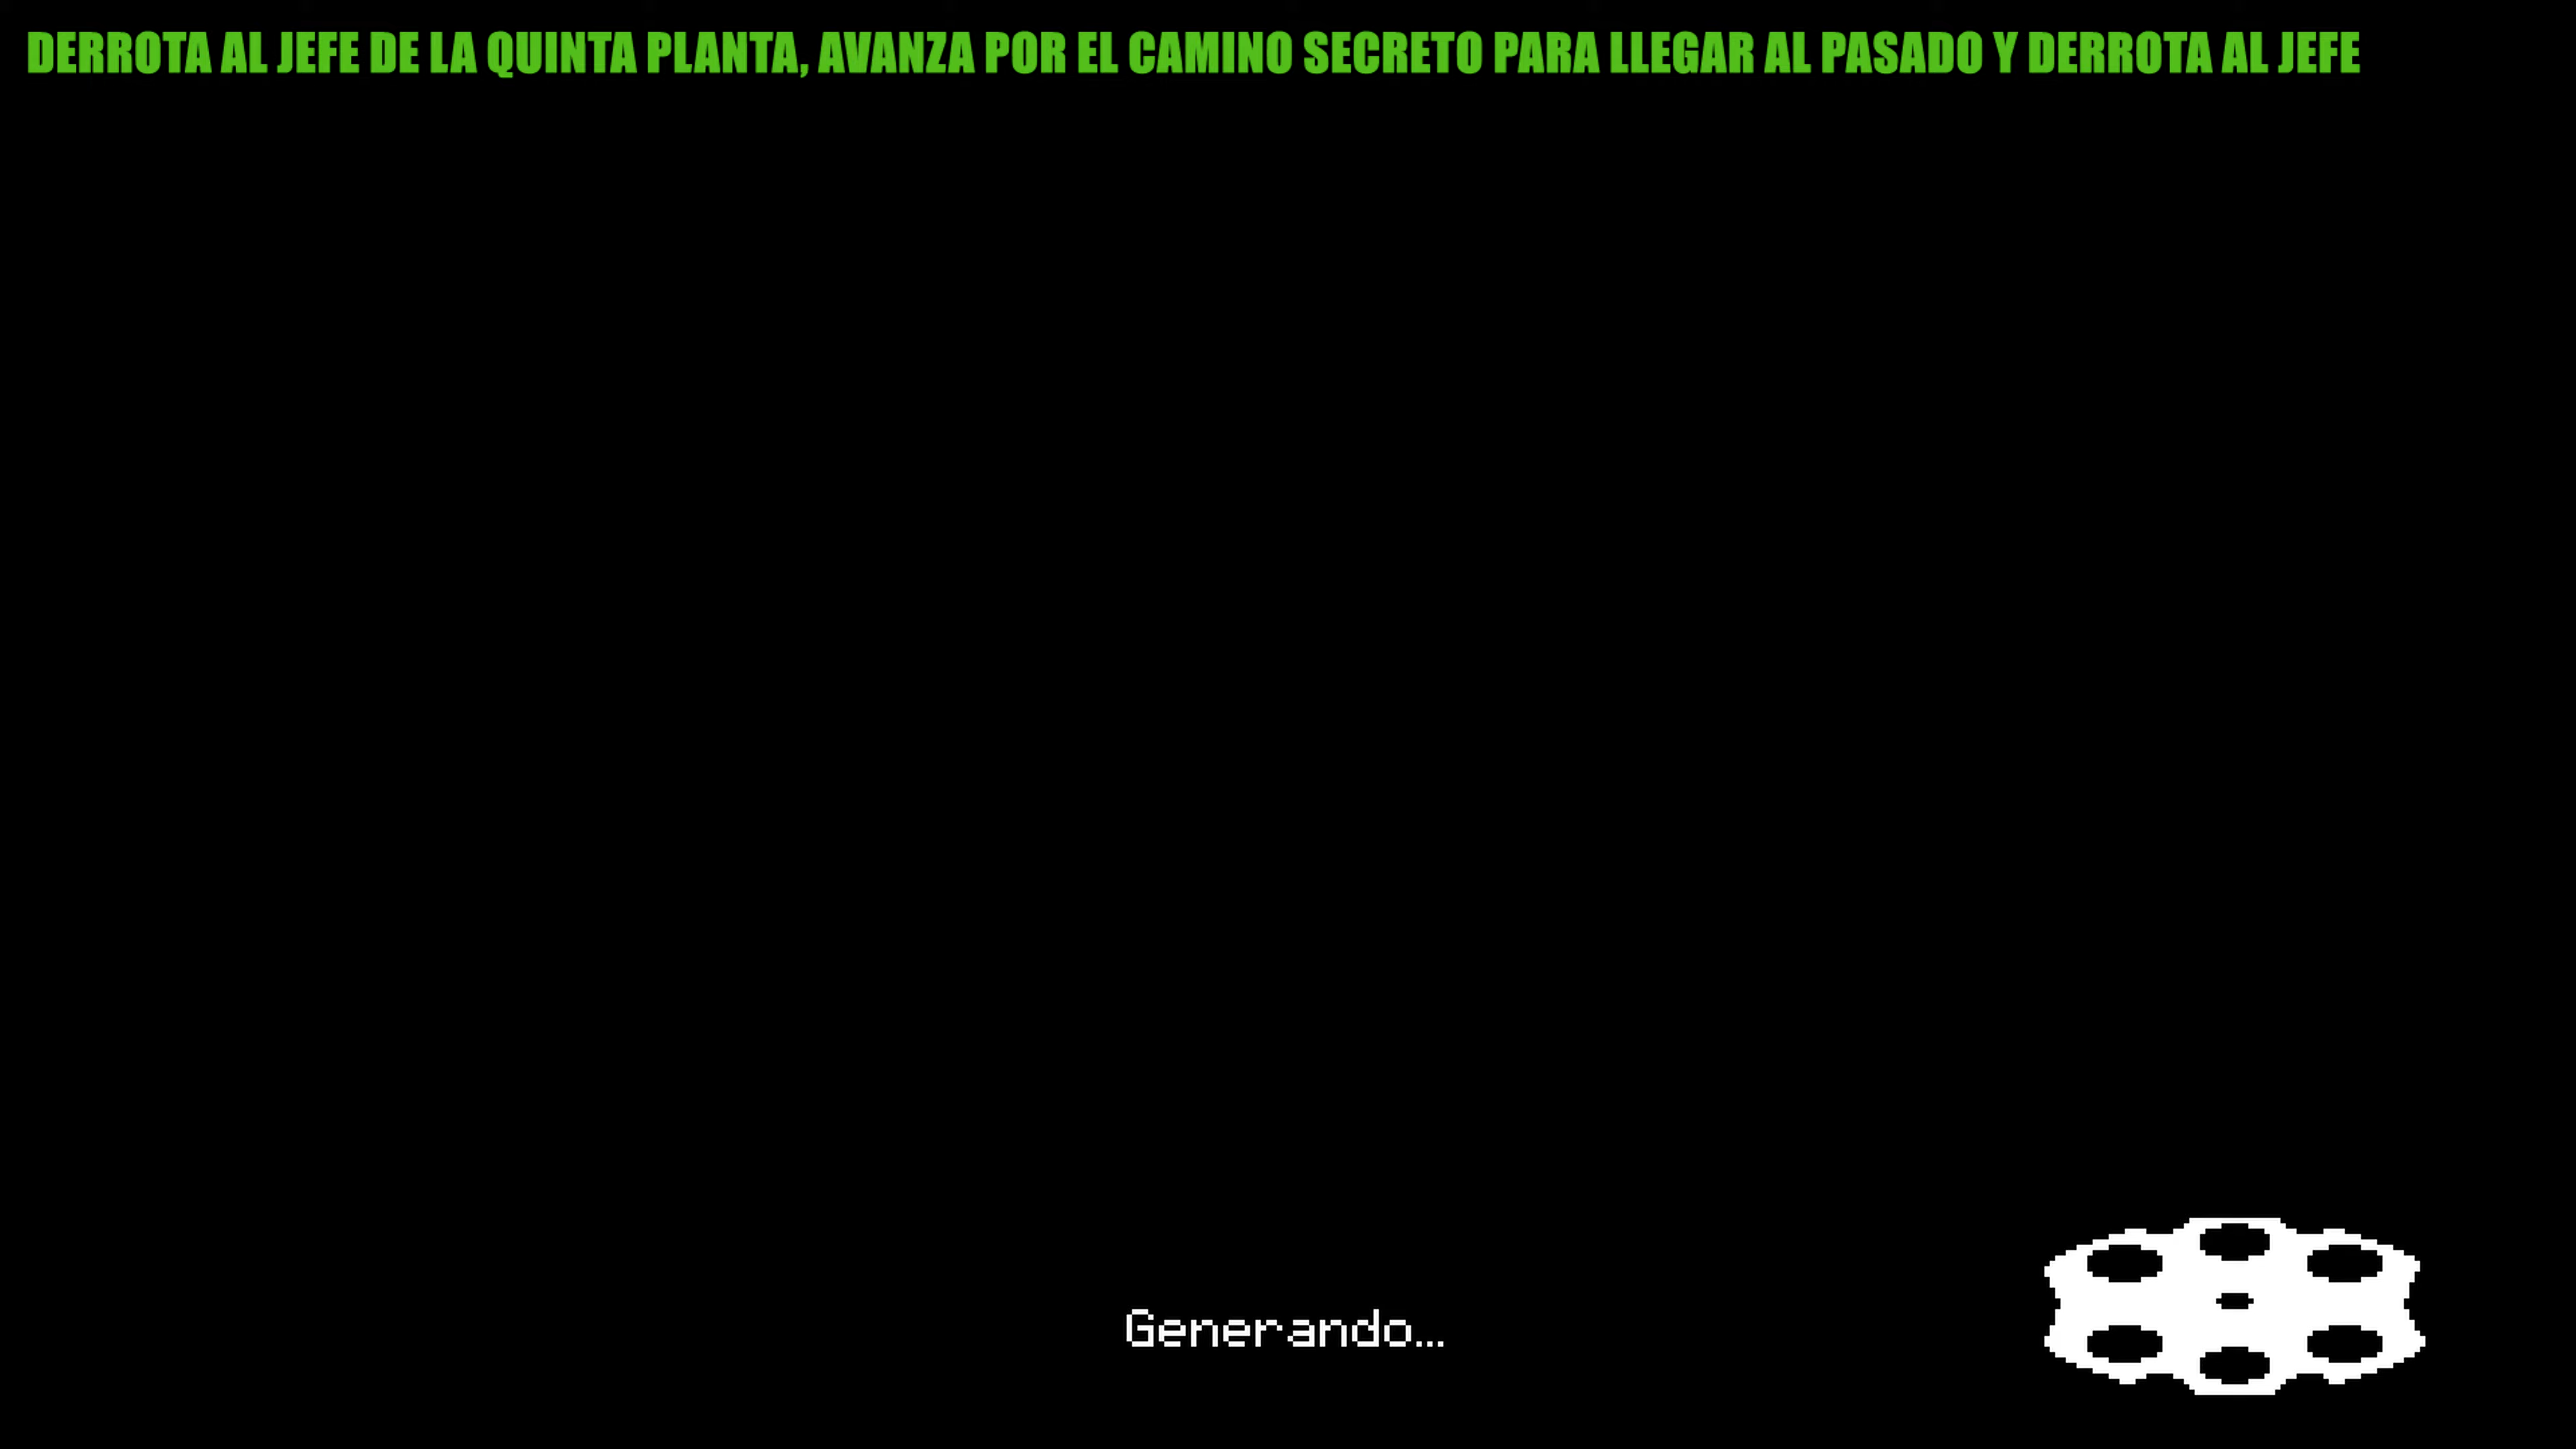 DERROTA AL JEFE DE LA QUINTA PLANTA, AVANZA POR EL CAMINO SECRETO PARA LLEGAR AL PASADO Y DERROTA AL JEFE
Generando...